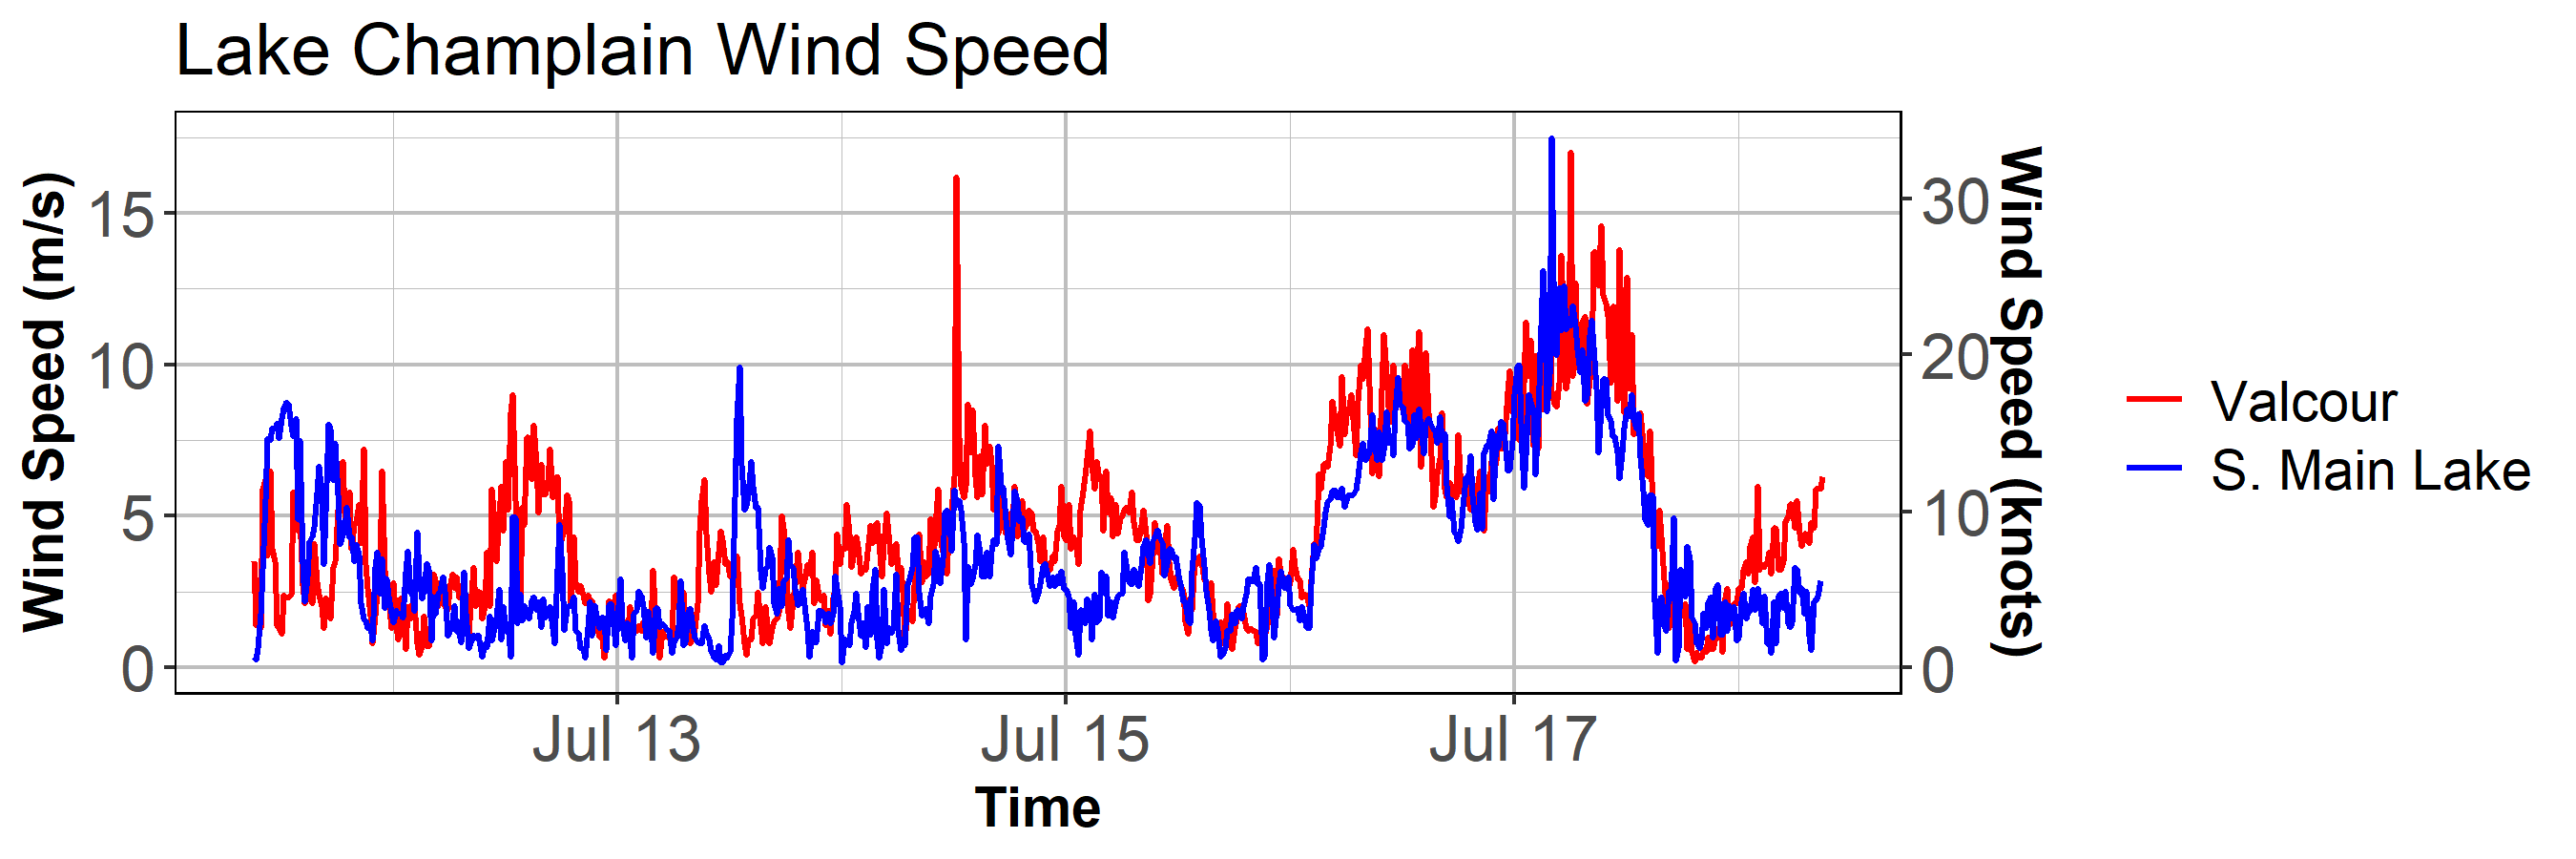 Lake Champlain Wind Speed
Wind Speed (m/s)
15
10
5
0
30
20
10
0
Wind Speed (knots)
Jul 13
Jul 15
Jul 17
Time
Valcour
S. Main Lake